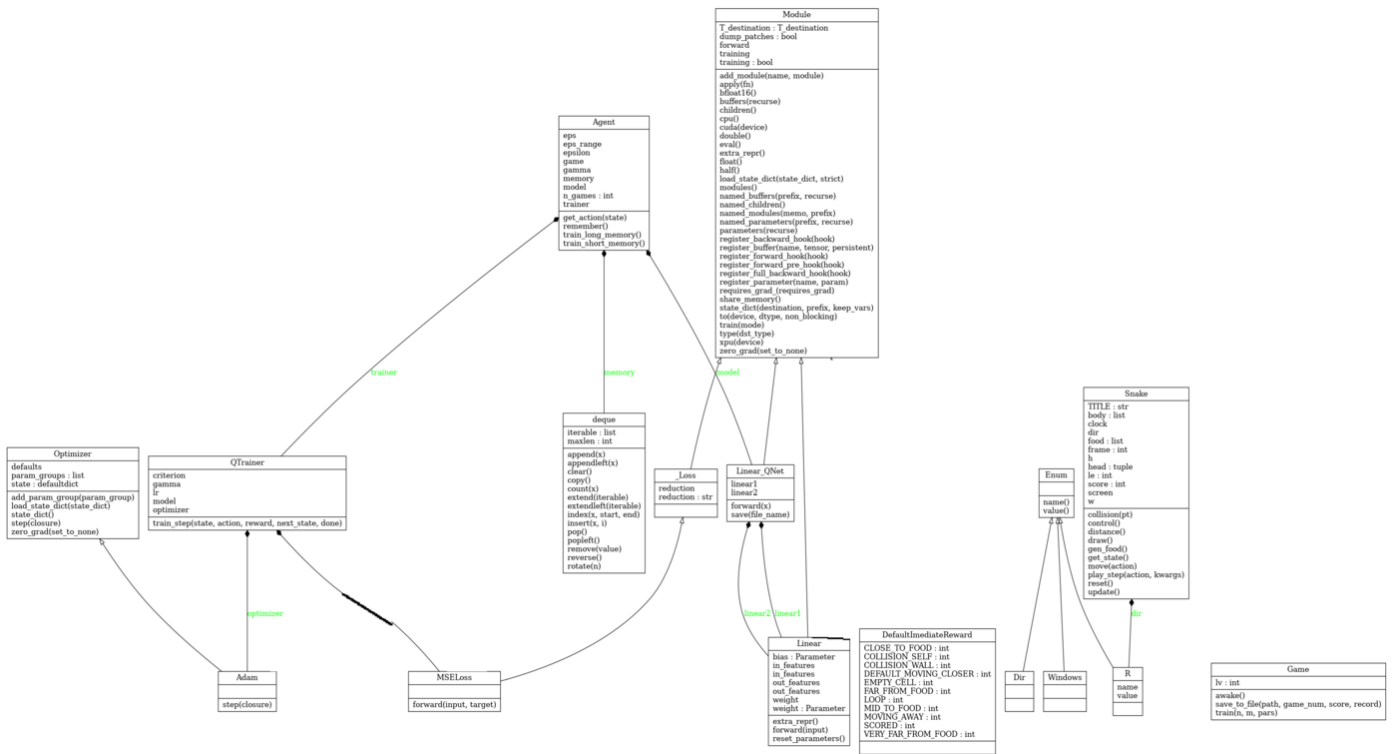 Module
T_destination : T_destination
dump_patches : bool
forward
training
training : bool
add_module(name, module)
apply(fn)
bfloat16()
buffers(recurse)
children()
cpu()
cuda(device)
double()
eval()
extra_repr()
float()
half()
load_state_dict(state_dict, strict)
modules()
named_buffers(prefix, recurse)
named_children()
named_modules(memo, prefix)
named_parameters(prefix, recurse)
parameters(recurse)
register_backward_hook(hook)
register_buffer(name, tensor, persistent)
register_forward_hook(hook)
register_forward_pre_hook(hook)
register_full_backward_hook(hook)
register_parameter(name, param)
requires_grad_(requires_grad)
share_memory()
state_dict(destination, prefix, keep_vars)
to(device, dtype, non_blocking)
train(mode)
type(dst_type)
xpu(device)
zero_grad(set_to_none)
Agent
eps
eps_range
epsilon
game
gamma
memory
model
n_games : int
trainer
get_action(state)
remember()
train_long_memory()
train_short_memory()
trainer
memory
model
Optimizer
defaults
param_groups : list
state : defaultdict
add_param_group(param_group)
load_state_dict(state_dict)
state_dict()
step(closure)
zero_grad(set_to_none)
QTrainer
criterion
gamma
lr
model
optimizer
train_step(state, action, reward, next_state, done)
deque
iterable : list
maxlen : int
append(x)
appendleft(x)
clear()
copy()
count(x)
extend(iterable)
extendleft(iterable)
index(x, start, end)
insert(x, i)
pop()
popleft()
remove(value)
reverse()
rotate(n)
_Loss
reduction
reduction : str
Linear_QNet
linear1
linear2
forward(x)
save(file_name)
Enum
name()
value()
Snake
TITLE : str
body : list
clock
dir
food : list
frame : int
h
head : tuple
le : int
score : int
screen
w
collision(pt)
control()
distance()
draw()
gen_food()
get_state()
move(action)
play_step(action, kwargs)
reset()
update()
optimizer
linear2
linear1
dir
Adam
step(closure)
MSELoss
forward(input, target)
Linear
bias : Parameter
in_features
in_features
out_features
out_features
weight
weight : Parameter
extra_repr()
forward(input)
reset_parameters()
DefaultImediateReward
CLOSE_TO_FOOD : int
COLLISION_SELF : int
COLLISION_WALL : int
DEFAULT_MOVING_CLOSER : int
EMPTY_CELL : int
FAR_FROM_FOOD : int
LOOP : int
MID_TO_FOOD : int
MOVING_AWAY : int
SCORED : int
VERY_FAR_FROM_FOOD : int
Dir
Windows
R
name
value
Game
lv : int
awake()
save_to_file(path, game_num, score, record)
train(n, m, pars)